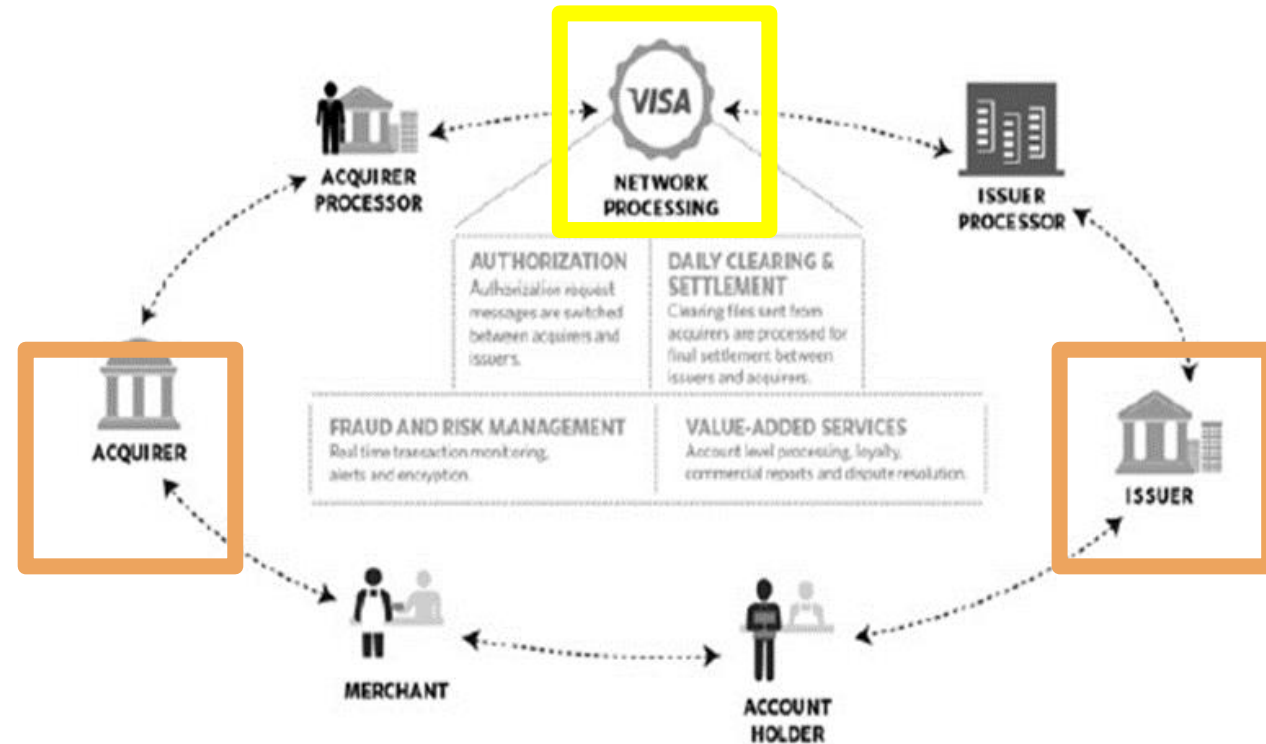 VISA
NETWORK
PROCESSING
ACQUIRER
PROCESSOR
ISSUER
PROCESSOR
AUTHORIZATION
Authorization request
messages are switched
between acquirers and
issuers.
DAILY CLEARING &
SETTLEMENT
Clearing files sent from
acquirers are processed for
final settlement between
issuers and acquirers.
FRAUD AND RISK MANAGEMENT
Real time transaction monitoring,
alerts and encryption.
VALUE-ADDED SERVICES
Account level processing, loyalty,
commercial reports and dispute resolution.
ACQUIRER
ISSUER
MERCHANT
ACCOUNT
HOLDER